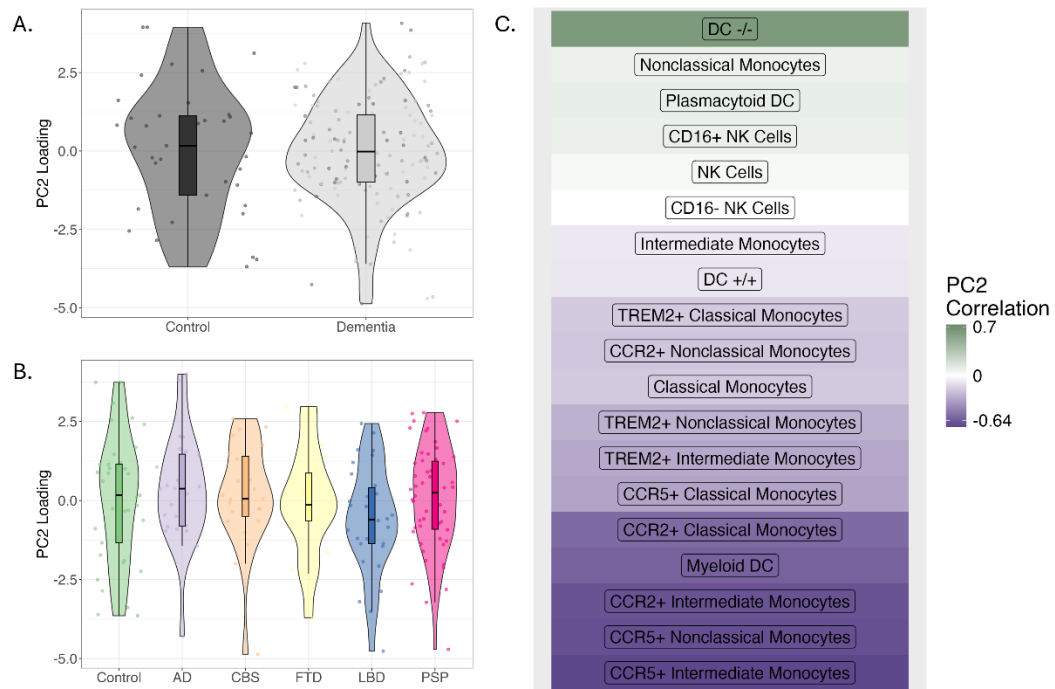 A.
PC2 Loading
2.5
0.0
-2.5
-5.0
Control Dementia
B.
PC2 Loading
2.5
0.0
-2.5
-5.0
Control AD CBS FTD LBD PSP
C.
DC -/-
Nonclassical Monocytes
Plasmacytoid DC
CD16+ NK Cells
NK Cells
CD16- NK Cells
Intermediate Monocytes
DC +/+
TREM2+ Classical Monocytes
CCR2+ Nonclassical Monocytes
Classical Monocytes
TREM2+ Nonclassical Monocytes
TREM2+ Intermediate Monocytes
CCR5+ Classical Monocytes
CCR2+ Classical Monocytes
Myeloid DC
CCR2+ Intermediate Monocytes
CCR5+ Nonclassical Monocytes
CCR5+ Intermediate Monocytes
PC2
Correlation
0.7
0
-0.64